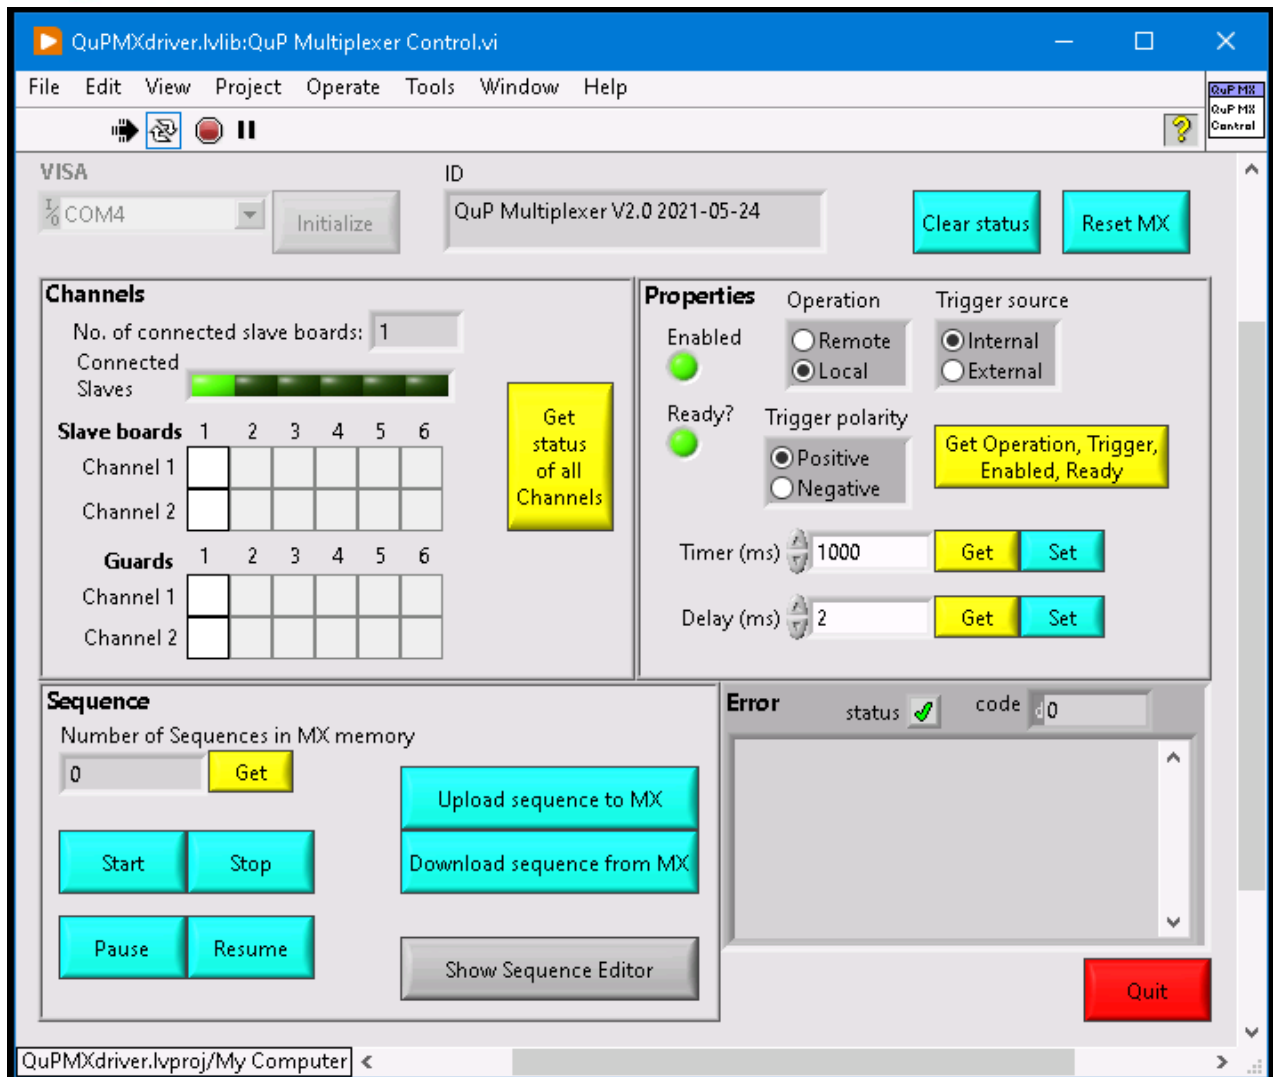 QuPMXdriver.lvlib:QuP Multiplexer Control.vi
File Edit View Project Operate Tools Window Help
QuP MX
QuP MX
Control
VISA
COM4
Initialize
ID
QuP Multiplexer V2.0 2021-05-24
Clear status
Reset MX
Channels
No. of connected slave boards: 1
Connected
Slaves
Slave boards 1 2 3 4 5 6
Channel 1
Channel 2
Guards 1 2 3 4 5 6
Channel 1
Channel 2
Get
status
of all
Channels
Properties
Enabled
Ready?
Operation
Remote
Local
Trigger source
Internal
External
Trigger polarity
Positive
Negative
Get Operation, Trigger,
Enabled, Ready
Timer (ms) 1000 Get Set
Delay (ms) 2 Get Set
Sequence
Number of Sequences in MX memory
0 Get
Start Stop
Pause Resume
Upload sequence to MX
Download sequence from MX
Show Sequence Editor
Error
status
code d0
Quit
QuPMXdriver.lvproj/My Computer